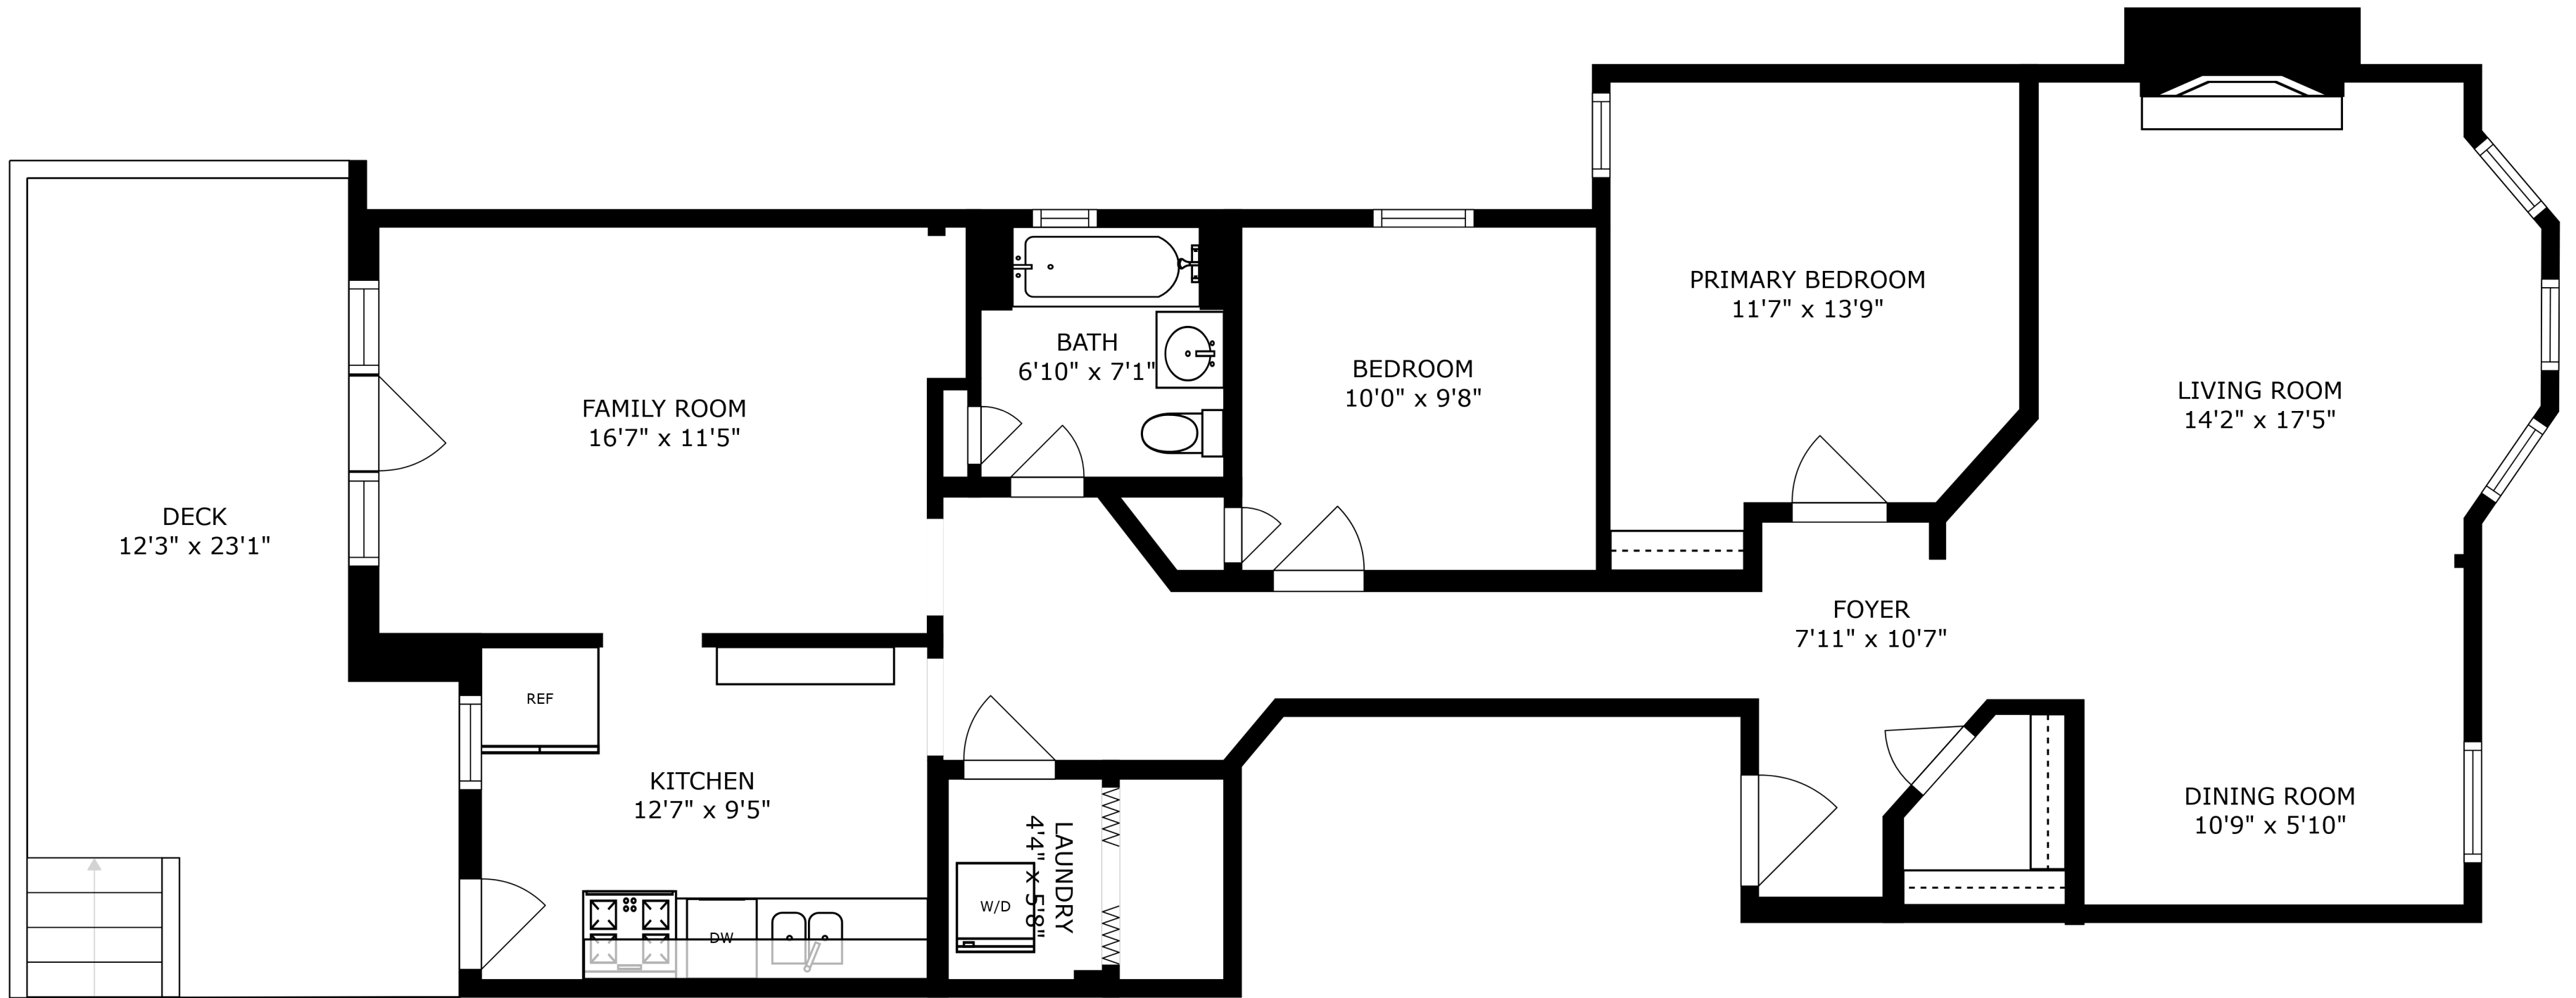 DECK
12'3" x 23'1"
FAMILY ROOM
16'7" x 11'5"
REF
KITCHEN
12'7" x 9'5"
DW
BATH
6'10" x 7'1"
LAUNDRY
4'4" x 5'8"
W/D
BEDROOM
10'0" x 9'8"
PRIMARY BEDROOM
11'7" x 13'9"
FOYER
7'11" x 10'7"
LIVING ROOM
14'2" x 17'5"
DINING ROOM
10'9" x 5'10"